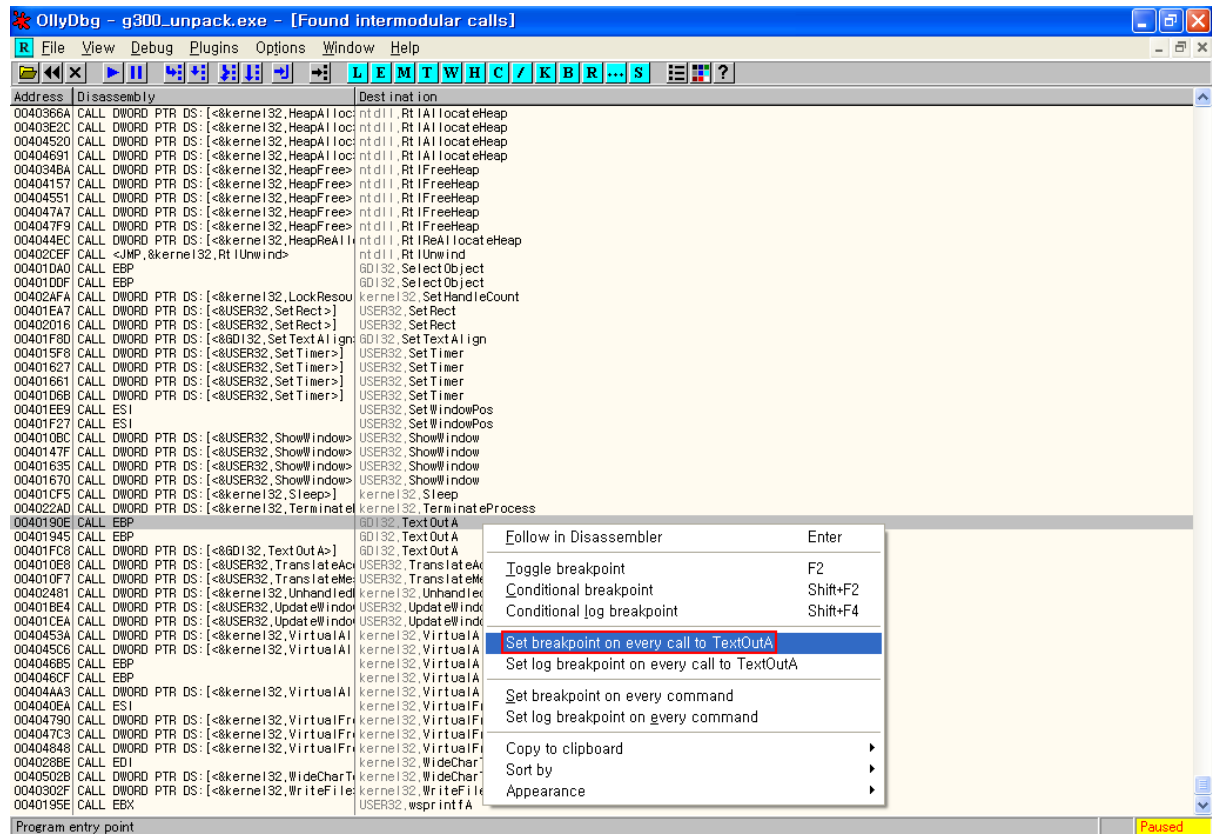 OllyDbg - g300_unpack.exe - [Found intermodular calls]
R File View Debug Plugins Options Window Help
L E M T W H C / K B R ... S ?
Address Disassembly Destination
0040366A CALL DWORD PTR DS:[<&kernel32.HeapAlloc> ntdll.RtlAllocateHeap
00403E2C CALL DWORD PTR DS:[<&kernel32.HeapAlloc> ntdll.RtlAllocateHeap
00404520 CALL DWORD PTR DS:[<&kernel32.HeapAlloc> ntdll.RtlAllocateHeap
00404691 CALL DWORD PTR DS:[<&kernel32.HeapAlloc> ntdll.RtlAllocateHeap
004034BA CALL DWORD PTR DS:[<&kernel32.HeapFree> ntdll.RtlFreeHeap
00404157 CALL DWORD PTR DS:[<&kernel32.HeapFree> ntdll.RtlFreeHeap
00404551 CALL DWORD PTR DS:[<&kernel32.HeapFree> ntdll.RtlFreeHeap
004047A7 CALL DWORD PTR DS:[<&kernel32.HeapFree> ntdll.RtlFreeHeap
004047F9 CALL DWORD PTR DS:[<&kernel32.HeapFree> ntdll.RtlFreeHeap
004044EC CALL DWORD PTR DS:[<&kernel32.HeapReAll ntdll.RtlReAllocateHeap
00402CEF CALL <JMP.&kernel32.RtlUnwind> ntdll.RtlUnwind
00401DA0 CALL EBP GDI32.SelectObject
00401DDF CALL EBP GDI32.SelectObject
00402AFA CALL DWORD PTR DS:[<&kernel32.LockResou kernel32.SetHandleCount
00401EA7 CALL DWORD PTR DS:[<&USER32.SetRect>] USER32.SetRect
00402016 CALL DWORD PTR DS:[<&USER32.SetRect>] USER32.SetRect
00401F8D CALL DWORD PTR DS:[<&GDI32.SetTextAlign> GDI32.SetTextAlign
004015F8 CALL DWORD PTR DS:[<&USER32.SetTimer>] USER32.SetTimer
00401627 CALL DWORD PTR DS:[<&USER32.SetTimer>] USER32.SetTimer
00401661 CALL DWORD PTR DS:[<&USER32.SetTimer>] USER32.SetTimer
00401D6B CALL DWORD PTR DS:[<&USER32.SetTimer>] USER32.SetTimer
00401EE9 CALL ESI USER32.SetWindowPos
00401F27 CALL ESI USER32.SetWindowPos
004010BC CALL DWORD PTR DS:[<&USER32.ShowWindow> USER32.ShowWindow
0040147F CALL DWORD PTR DS:[<&USER32.ShowWindow> USER32.ShowWindow
00401635 CALL DWORD PTR DS:[<&USER32.ShowWindow> USER32.ShowWindow
00401670 CALL DWORD PTR DS:[<&USER32.ShowWindow> USER32.ShowWindow
00401CF5 CALL DWORD PTR DS:[<&kernel32.Sleep>] kernel32.Sleep
004022AD CALL DWORD PTR DS:[<&kernel32.Terminate kernel32.TerminateProcess
0040190E CALL EBP GDI32.TextOutA
00401945 CALL EBP GDI32.TextOutA
00401FC8 CALL DWORD PTR DS:[<&GDI32.TextOutA>] GDI32.TextOutA
004010E8 CALL DWORD PTR DS:[<&USER32.TranslateAc USER32.TranslateAc
004010F7 CALL DWORD PTR DS:[<&USER32.TranslateMe USER32.TranslateMe
00402481 CALL DWORD PTR DS:[<&kernel32.Unhandled kernel32.Unhandled
00401BE4 CALL DWORD PTR DS:[<&USER32.UpdateWindo USER32.UpdateWindo
00401CEA CALL DWORD PTR DS:[<&USER32.UpdateWindo USER32.UpdateWindo
0040453A CALL DWORD PTR DS:[<&kernel32.VirtualAl kernel32.VirtualA
004045C6 CALL DWORD PTR DS:[<&kernel32.VirtualAl kernel32.VirtualA
004046B5 CALL EBP kernel32.VirtualA
004046CF CALL EBP kernel32.VirtualA
00404AA3 CALL DWORD PTR DS:[<&kernel32.VirtualAl kernel32.VirtualA
004040EA CALL ESI kernel32.VirtualF
00404790 CALL DWORD PTR DS:[<&kernel32.VirtualFr kernel32.VirtualF
004047C3 CALL DWORD PTR DS:[<&kernel32.VirtualFr kernel32.VirtualF
00404848 CALL DWORD PTR DS:[<&kernel32.VirtualFr kernel32.VirtualF
004028BE CALL EDI kernel32.WideChar
0040502B CALL DWORD PTR DS:[<&kernel32.WideCharT kernel32.WideChar
0040302F CALL DWORD PTR DS:[<&kernel32.WriteFile kernel32.WriteFile
0040195E CALL EBX USER32.wsprintfA
Follow in Disassembler Enter
Toggle breakpoint F2
Conditional breakpoint Shift+F2
Conditional log breakpoint Shift+F4
Set breakpoint on every call to TextOutA
Set log breakpoint on every call to TextOutA
Set breakpoint on every command
Set log breakpoint on every command
Copy to clipboard
Sort by
Appearance
Program entry point Paused